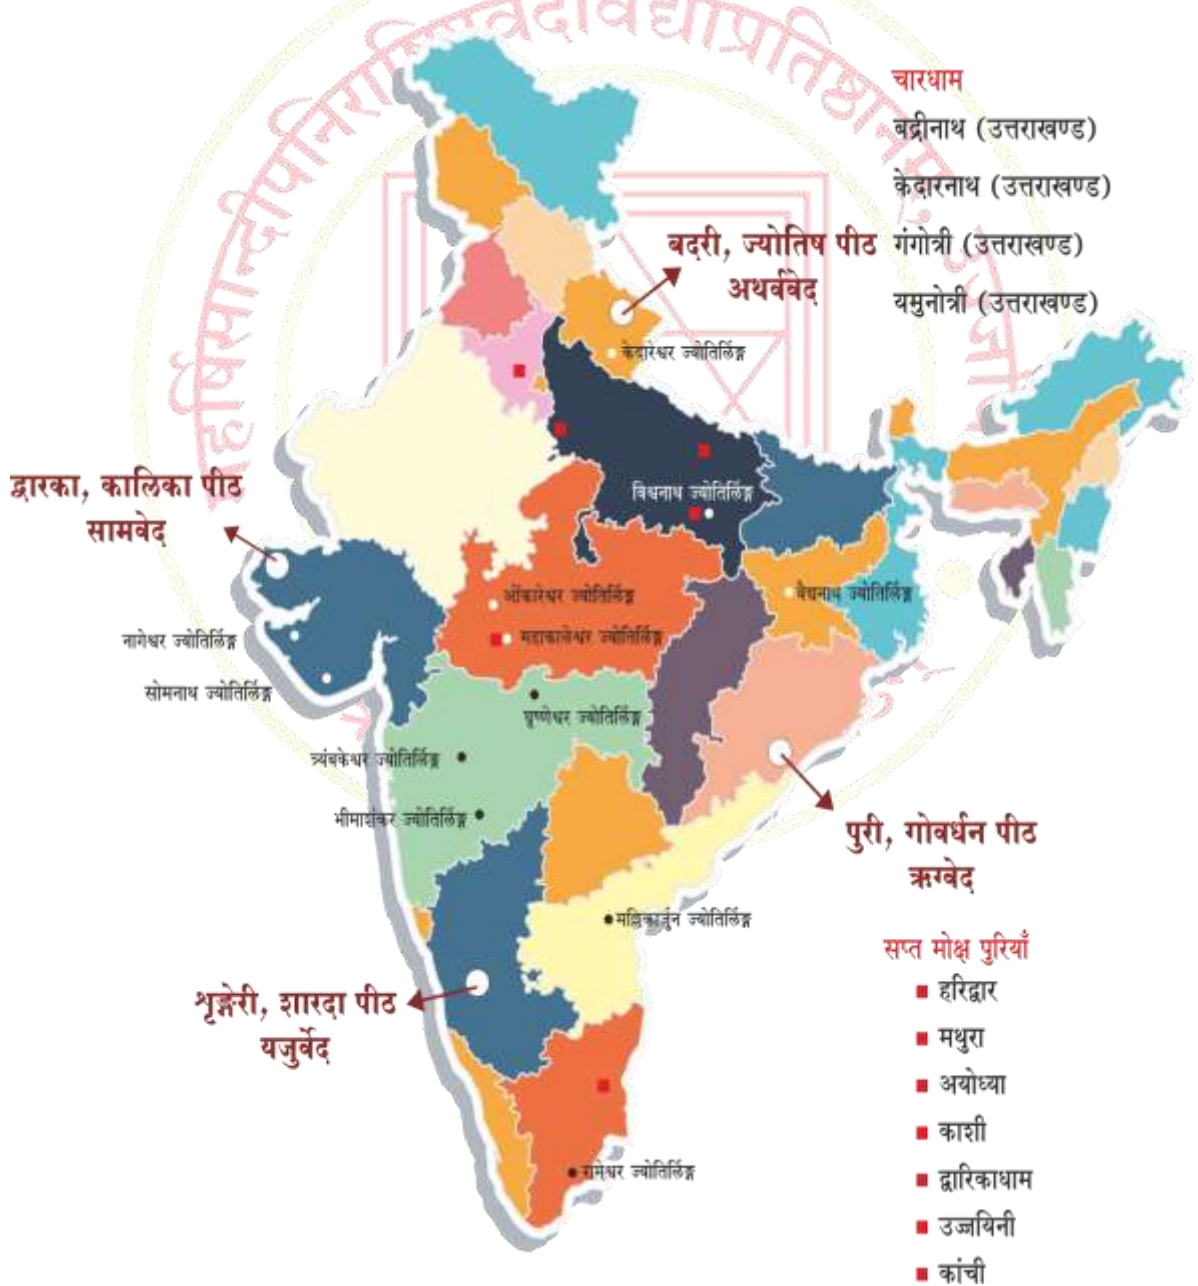 चारधाम
बद्रीनाथ (उत्तराखण्ड)
केदारनाथ (उत्तराखण्ड)
गंगोत्री (उत्तराखण्ड)
यमुनोत्री (उत्तराखण्ड)
बदरी, ज्योतिष पीठ
अथर्ववेद
केदारेश्वर ज्योतिर्लिङ्ग
द्वारका, कालिका पीठ
सामवेद
विश्वनाथ ज्योतिर्लिङ्ग
ओंकारेश्वर ज्योतिर्लिङ्ग
वैद्यनाथ ज्योतिर्लिङ्ग
महाकालेश्वर ज्योतिर्लिङ्ग
नागेश्वर ज्योतिर्लिङ्ग
सोमनाथ ज्योतिर्लिङ्ग
घृष्णेश्वर ज्योतिर्लिङ्ग
त्र्यंबकेश्वर ज्योतिर्लिङ्ग
भीमाशंकर ज्योतिर्लिङ्ग
पुरी, गोवर्धन पीठ
ऋग्वेद
मल्लिकार्जुन ज्योतिर्लिङ्ग
शृङ्गेरी, शारदा पीठ
यजुर्वेद
रामेश्वर ज्योतिर्लिङ्ग
सप्त मोक्ष पुरियाँ
हरिद्वार
मथुरा
अयोध्या
काशी
द्वारिकाधाम
उज्जयिनी
कांची